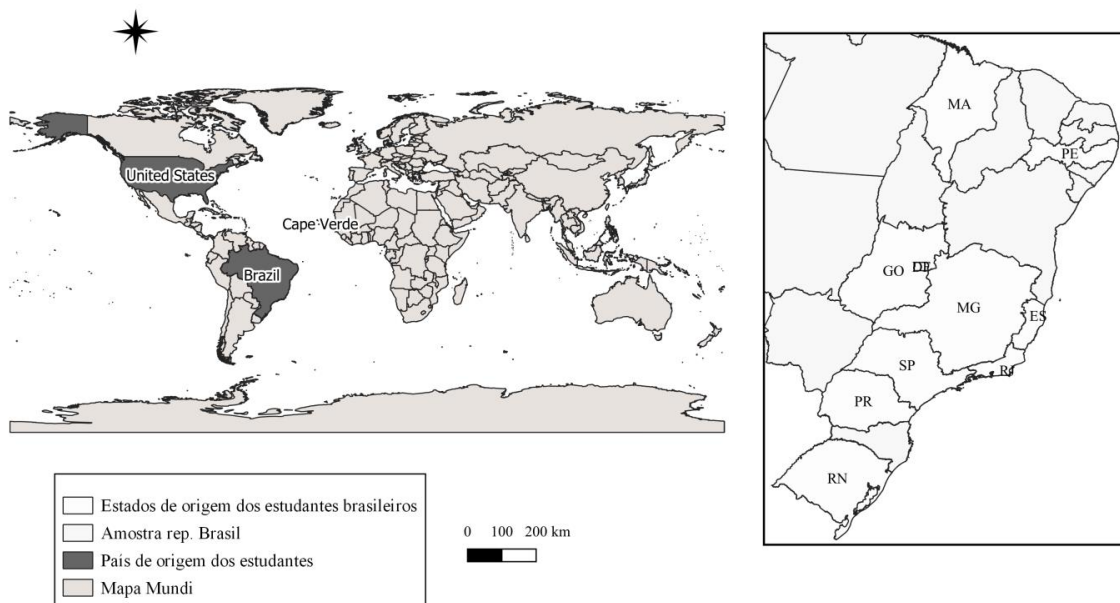 United States
Cape Verde
Brazil
MA
PE
GO
DF
MG
ES
SP
RJ
PR
RN
Estados de origem dos estudantes brasileiros
Amostra rep. Brasil
País de origem dos estudantes
Mapa Mundi
0 100 200 km